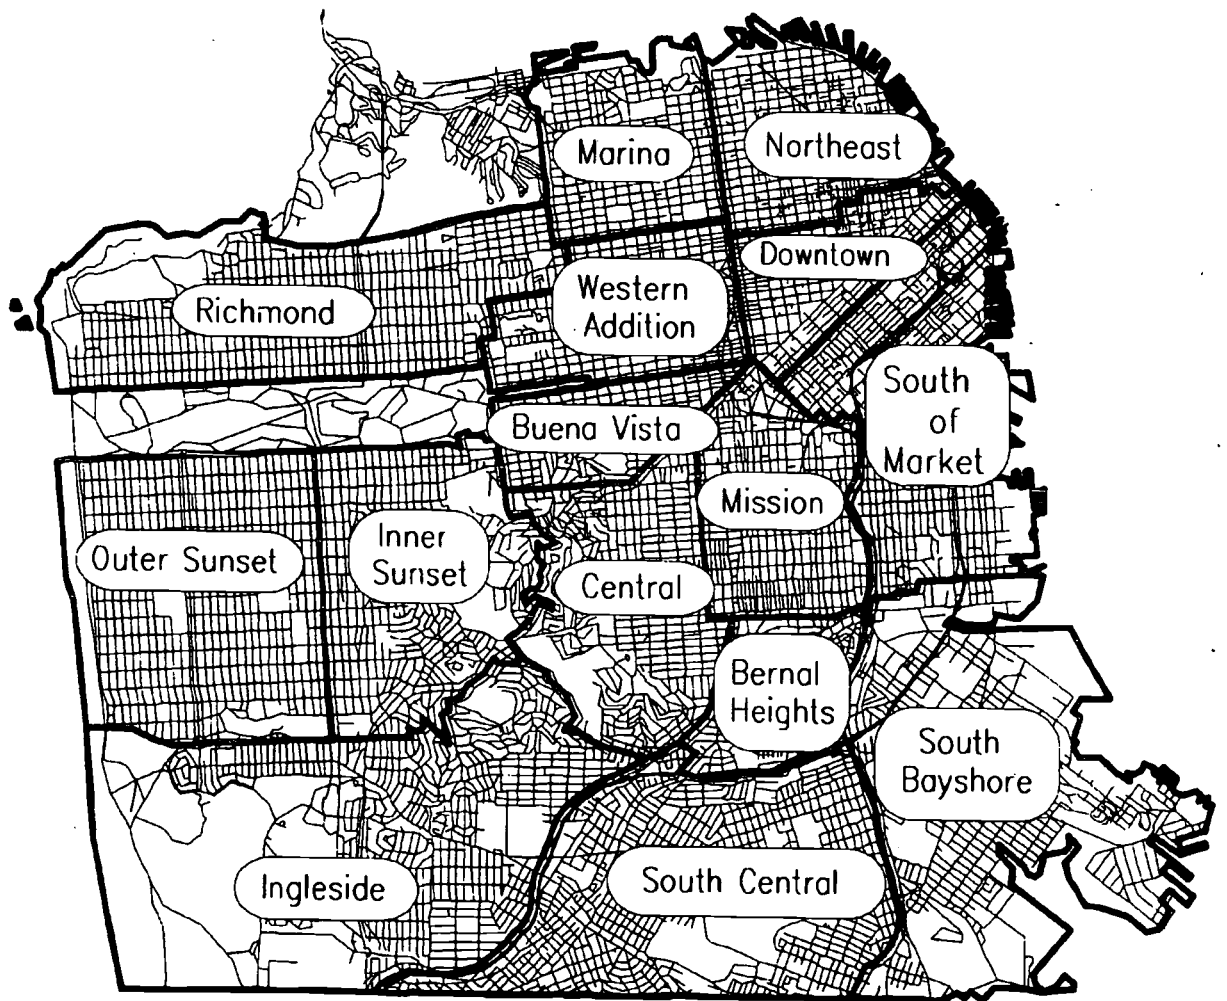 Marina
Northeast
Downtown
Richmond
Western
Addition
South
of
Market
Buena Vista
Mission
Outer Sunset
Inner
Sunset
Central
Bernal
Heights
South
Bayshore
Ingleside
South Central